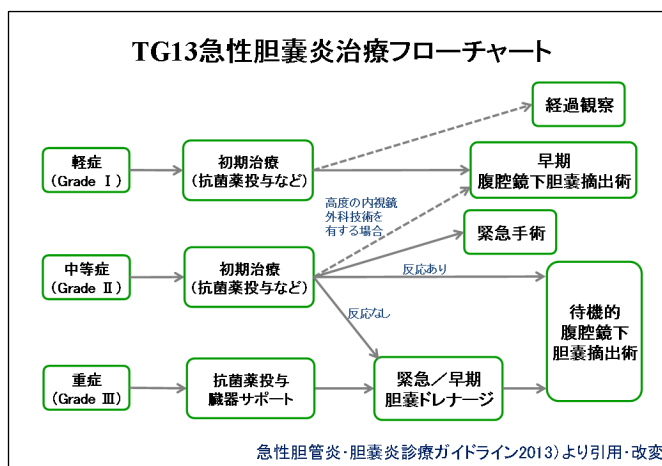 TG13急性胆嚢炎治療フローチャート
経過観察
軽症
(Grade Ⅰ)
初期治療
(抗菌薬投与など)
早期
腹腔鏡下胆嚢摘出術
高度の内視鏡
外科技術を
有する場合
緊急手術
中等症
(Grade Ⅱ)
初期治療
(抗菌薬投与など)
反応あり
反応なし
待機的
腹腔鏡下
胆嚢摘出術
重症
(Grade Ⅲ)
抗菌薬投与
臓器サポート
緊急/早期
胆嚢ドレナージ
急性胆管炎・胆嚢炎診療ガイドライン2013)より引用・改変